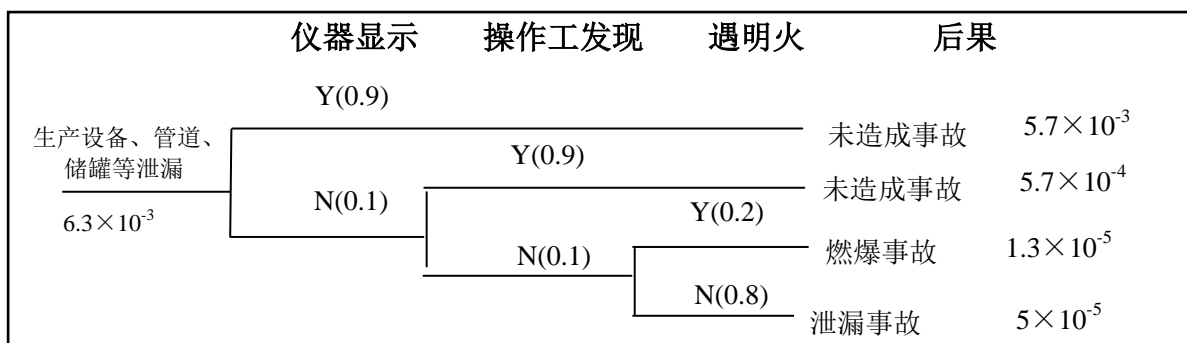 仪器显示 操作工发现 遇明火 后果
Y(0.9)
未造成事故 5.7×10-3
生产设备、管道、
储罐等泄漏
Y(0.9)
未造成事故 5.7×10-4
N(0.1)
Y(0.2)
6.3×10-3
燃爆事故 1.3×10-5
N(0.1)
N(0.8)
泄漏事故 5×10-5